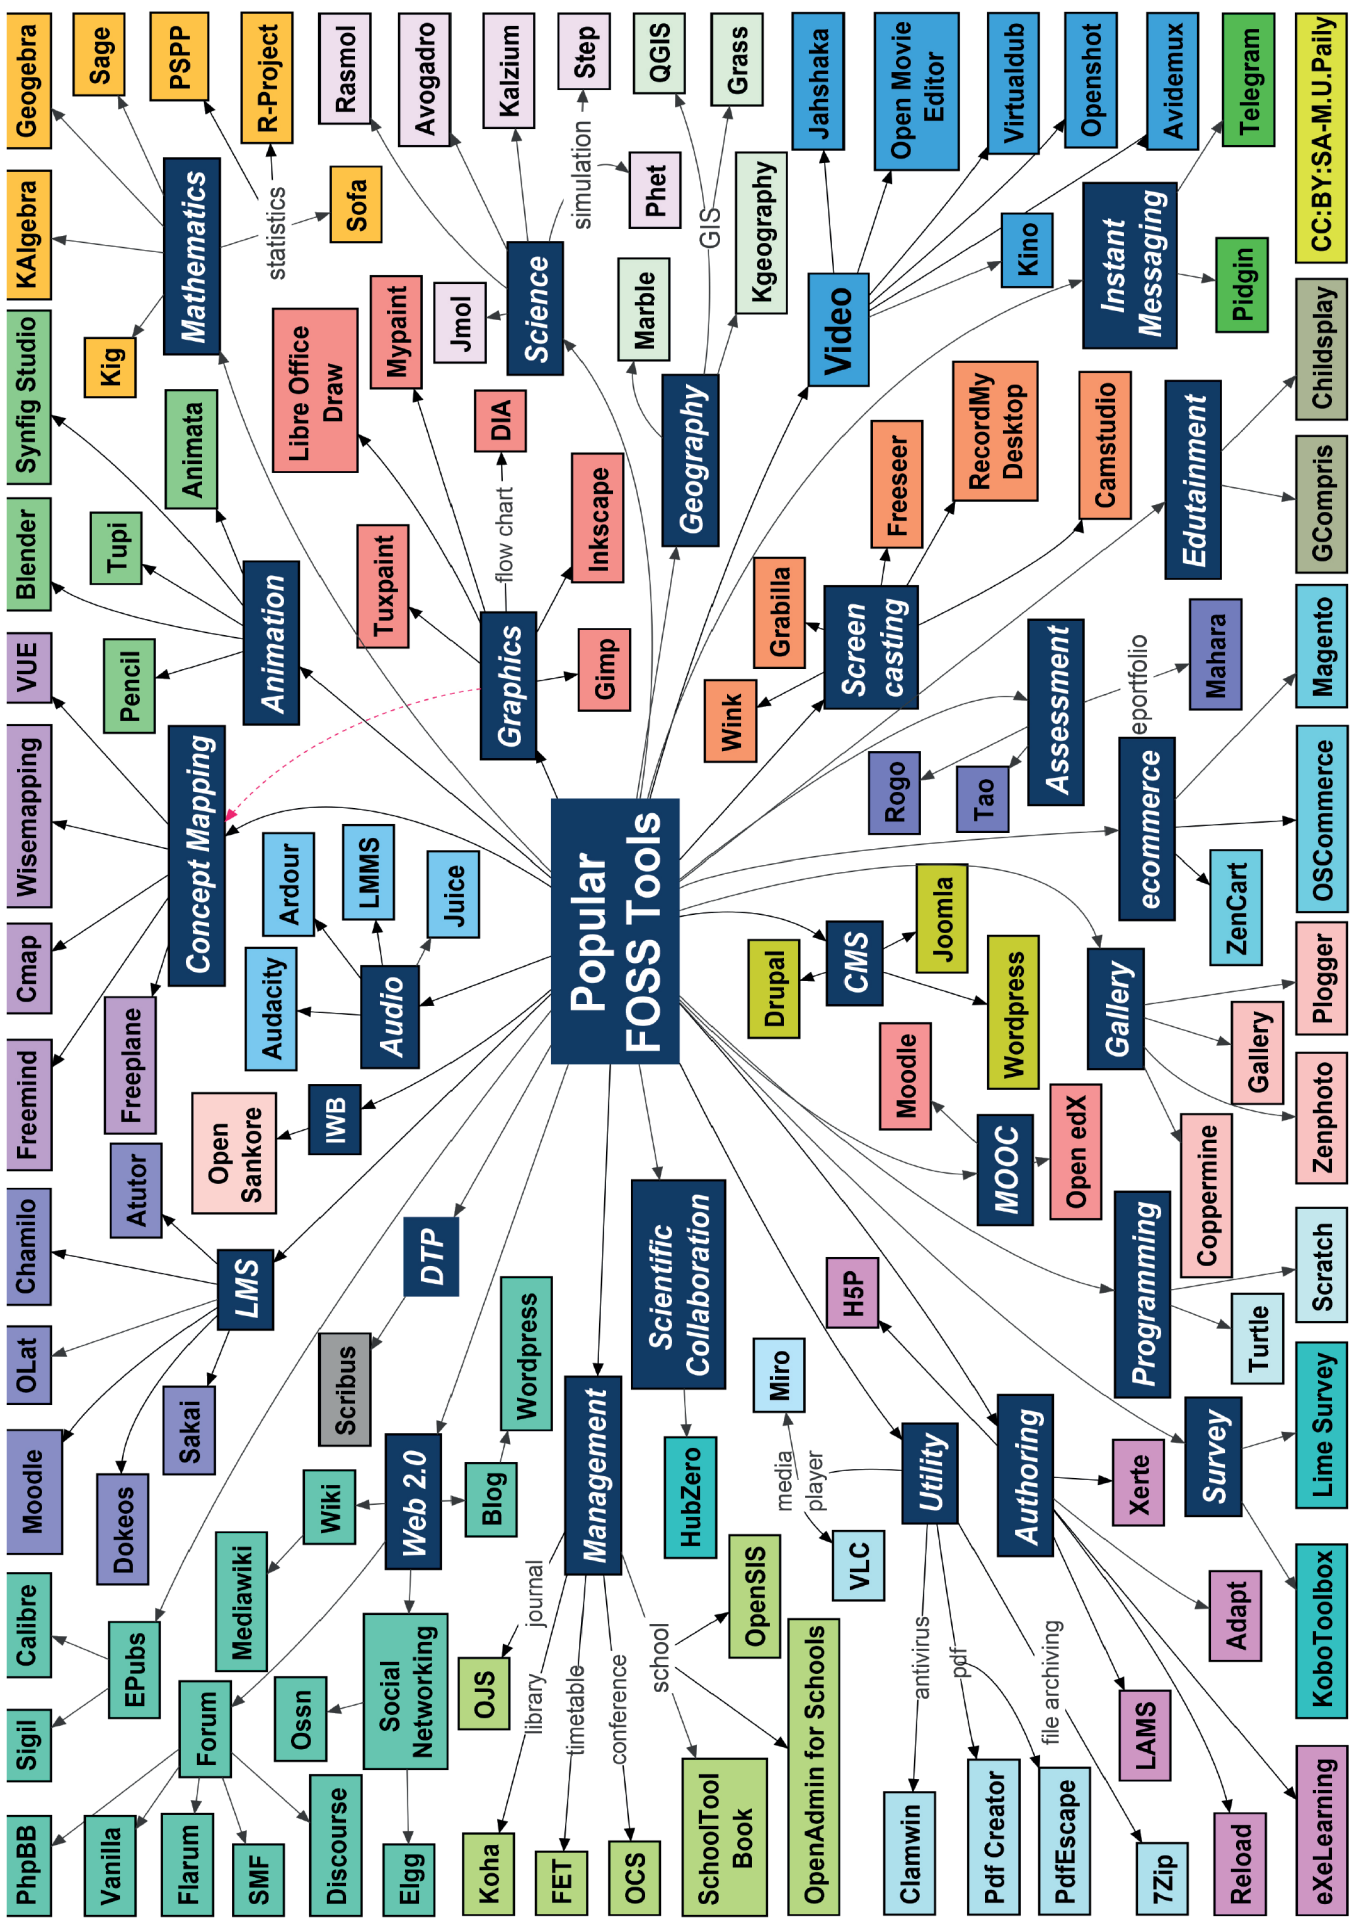 Popular
FOSS Tools
PhpBB
Sigil
Calibre
Moodle
OLat
Chamilo
Freemind
Cmap
Wisemapping
VUE
Blender
Synfig Studio
KAlgebra
Geogebra
Vanilla
EPubs
Dokeos
Atutor
Freeplane
Pencil
Tupi
Kig
Sage
Flarum
Forum
Sakai
Concept Mapping
Animata
Mathematics
PSPP
SMF
Mediawiki
LMS
Open
Sankore
Audacity
Ardour
Animation
statistics
R-Project
Discourse
Ossn
Wiki
Scribus
IWB
LMMS
Tuxpaint
Libre Office
Draw
Sofa
Rasmol
Elgg
Social
Networking
Web 2.0
DTP
Audio
Juice
Mypaint
Avogadro
Koha
OJS
Blog
Wordpress
Graphics
flow chart
DIA
Jmol
Science
Kalzium
library
journal
FET
timetable
Management
Gimp
Inkscape
simulation
Step
OCS
conference
school
Marble
Phet
QGIS
SchoolTool
Book
HubZero
Scientific
Collaboration
Geography
GIS
Grass
OpenSIS
Wink
Kgeography
OpenAdmin for Schools
media
player
Miro
Drupal
Grabilla
Video
Jahshaka
VLC
H5P
CMS
Screen
casting
Freeseer
Open Movie
Editor
Clamwin
antivirus
Utility
Moodle
Joomla
Rogo
RecordMy
Desktop
Virtualdub
Pdf Creator
pdf
Authoring
MOOC
Wordpress
Tao
Kino
PdfEscape
file archiving
Open edX
Assessment
Camstudio
Openshot
LAMS
Xerte
Programming
Gallery
ecommerce
eportfolio
Instant
Messaging
Avidemux
7Zip
Adapt
Survey
Coppermine
Mahara
Edutainment
Reload
Turtle
Gallery
ZenCart
Pidgin
Telegram
eXeLearning
KoboToolbox
Lime Survey
Scratch
Zenphoto
Plogger
OSCommerce
Magento
GCompris
Childsplay
CC:BY:SA-M.U.Paily